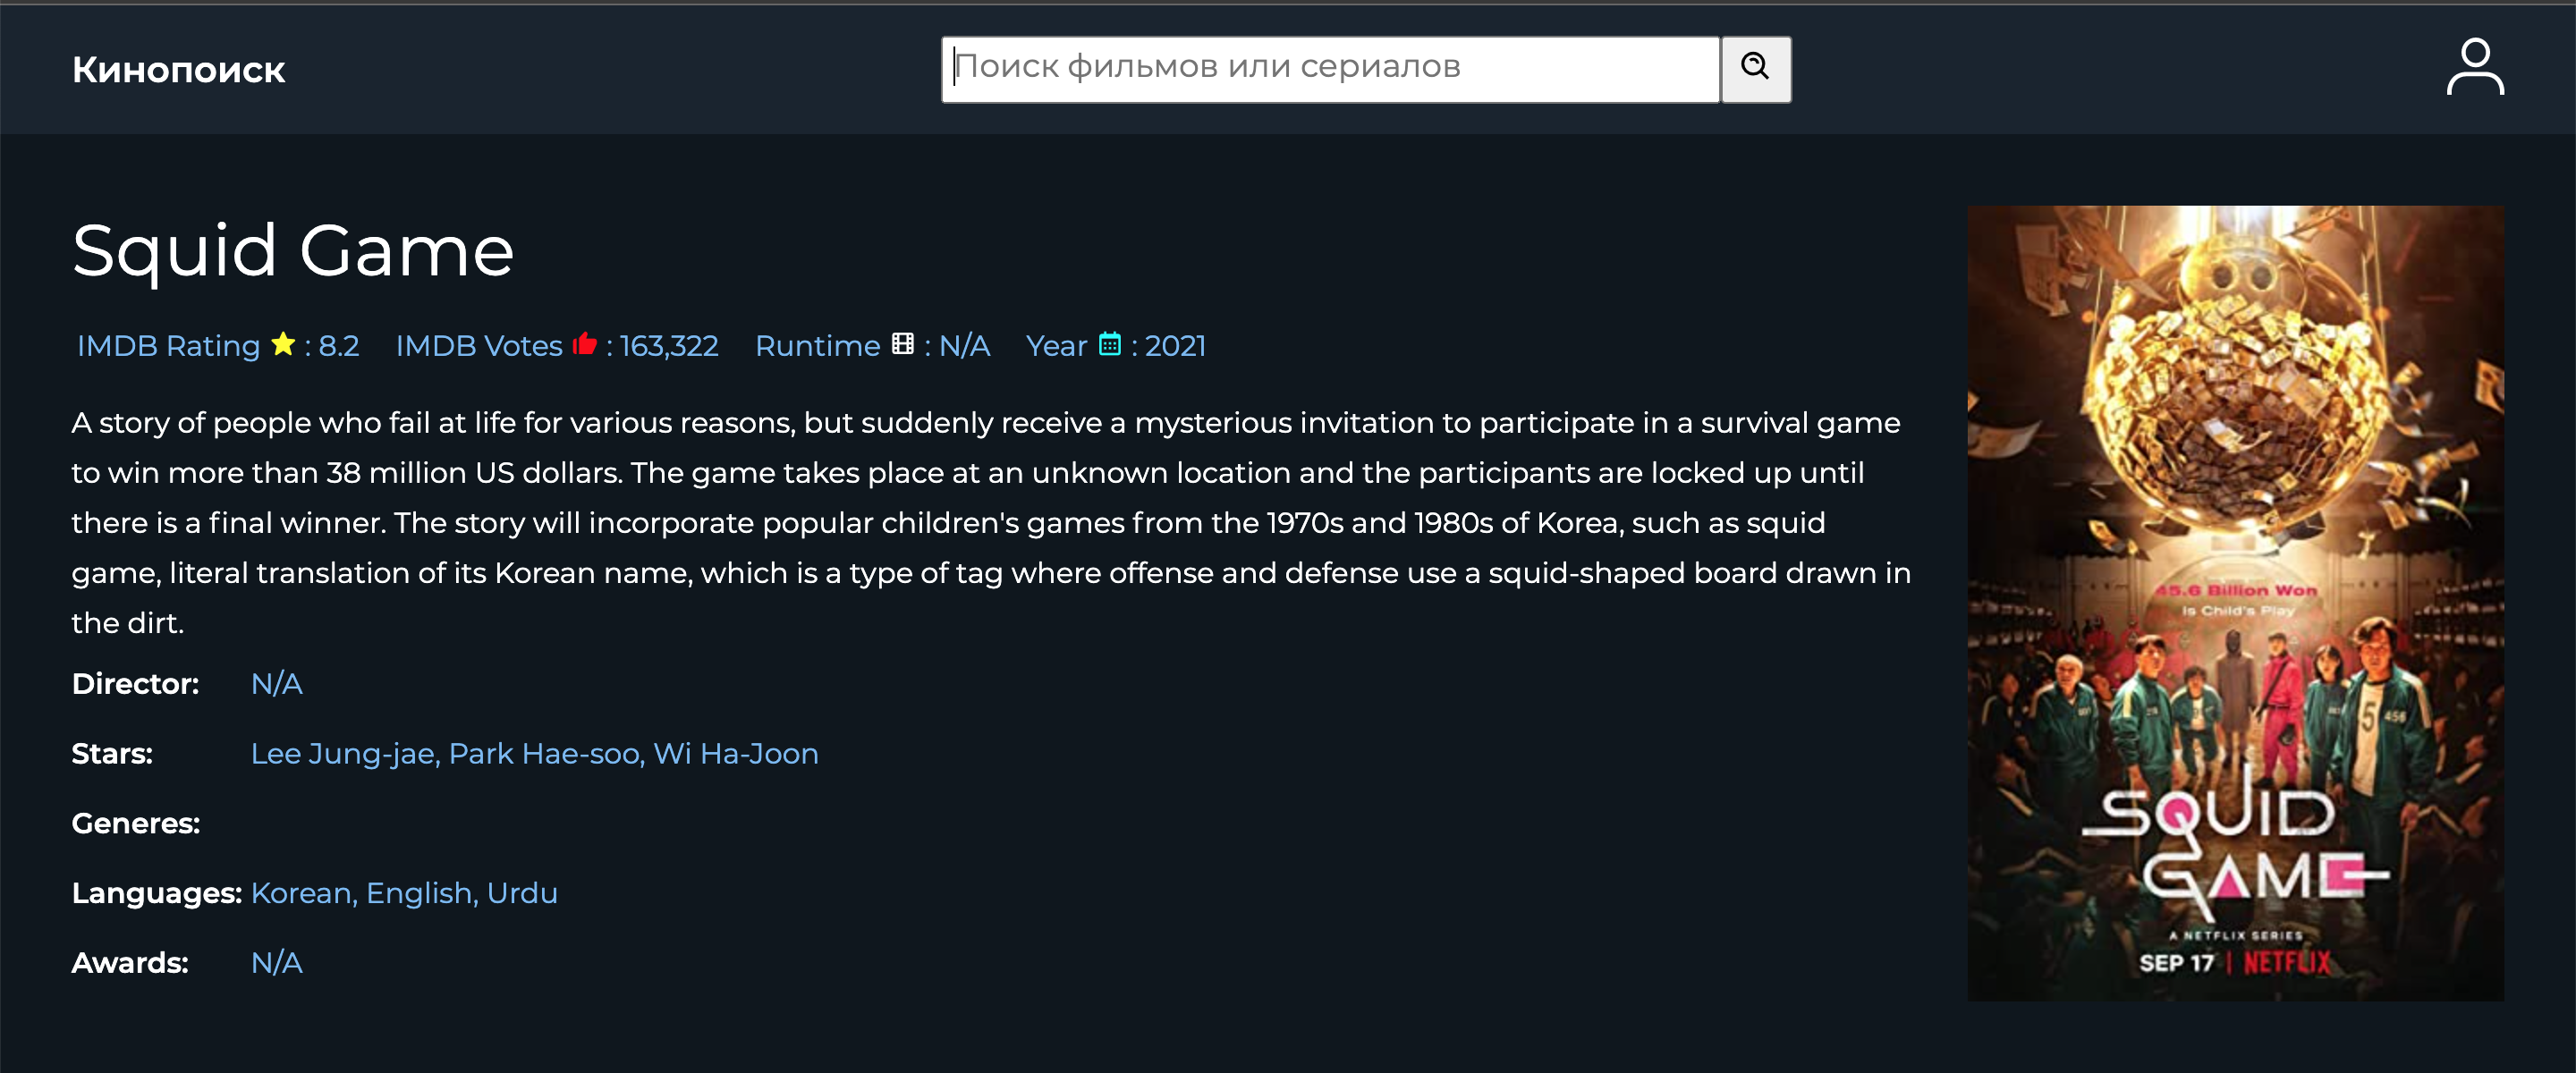 Кинопоиск
Поиск фильмов или сериалов
Squid Game
IMDB Rating : 8.2 IMDB Votes : 163,322 Runtime : N/A Year : 2021
A story of people who fail at life for various reasons, but suddenly receive a mysterious invitation to participate in a survival game
to win more than 38 million US dollars. The game takes place at an unknown location and the participants are locked up until
there is a final winner. The story will incorporate popular children's games from the 1970s and 1980s of Korea, such as squid
game, literal translation of its Korean name, which is a type of tag where offense and defense use a squid-shaped board drawn in
the dirt.
Director: N/A
Stars: Lee Jung-jae, Park Hae-soo, Wi Ha-Joon
Generes:
Languages: Korean, English, Urdu
Awards: N/A
45.6 Billion Won
Is Child's Play
456
SQUID
GAME
A NETFLIX SERIES
SEP 17 | NETFLIX